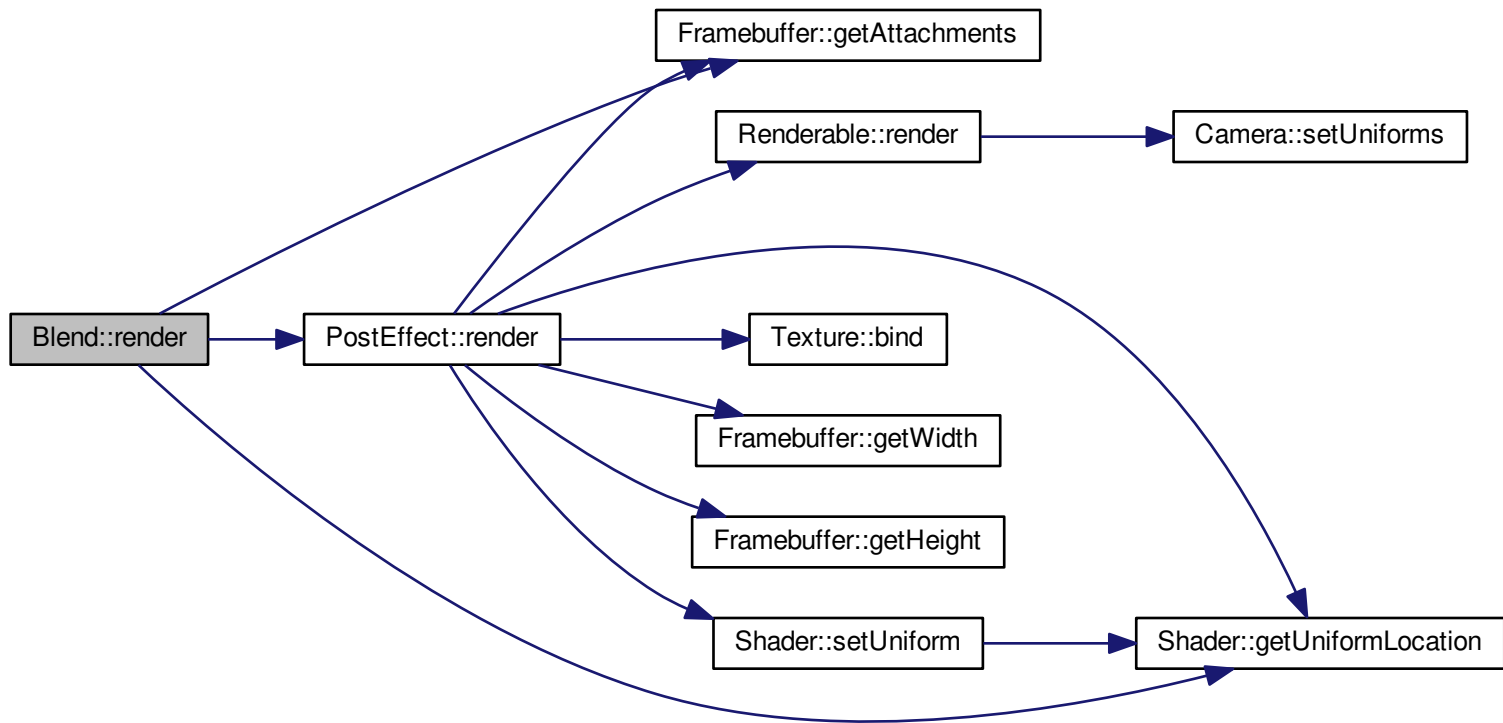 Framebuffer::getAttachments
Renderable::render
Camera::setUniforms
Blend::render
PostEffect::render
Texture::bind
Framebuffer::getWidth
Framebuffer::getHeight
Shader::setUniform
Shader::getUniformLocation